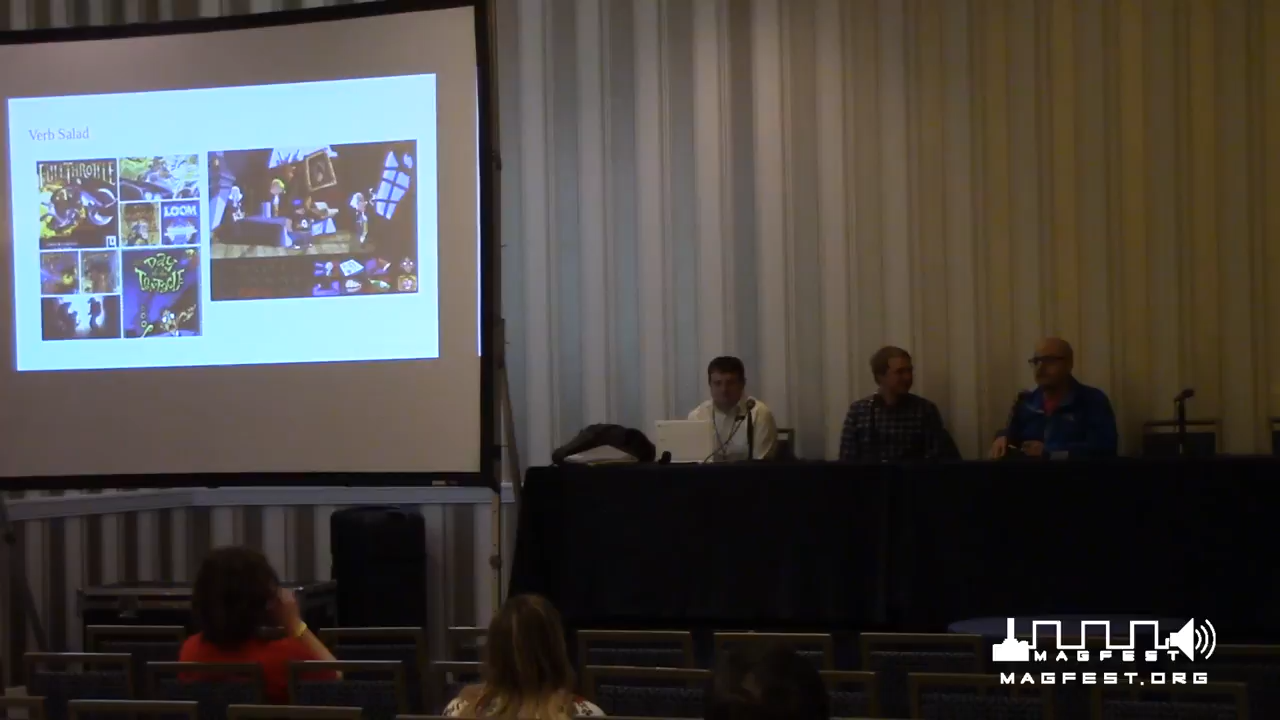 Verb Salad
FULL THROTTLE
LOOM
DAY
OF THE
TENTACLE
MAGFEST
MAGFEST.ORG